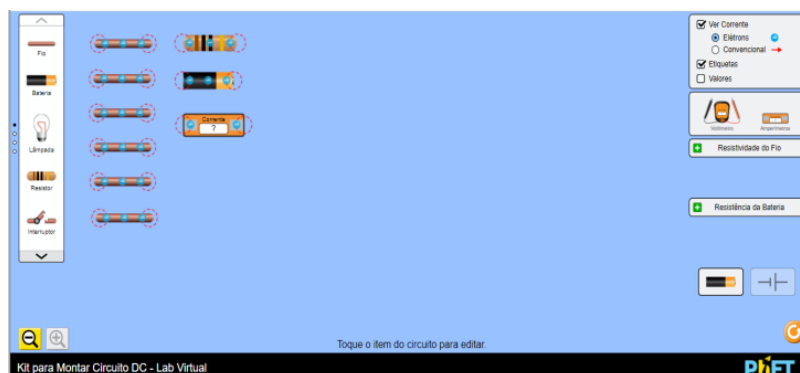 Fio
Bateria
Lâmpada
Resistor
Interruptor
Corrente
?
Ver Corrente
Elétrons
Convencional
Etiquetas
Valores
Voltímetro
Amperímetros
Resistividade do Fio
Resistência da Bateria
Toque o item do circuito para editar.
Kit para Montar Circuito DC - Lab Virtual
PhET